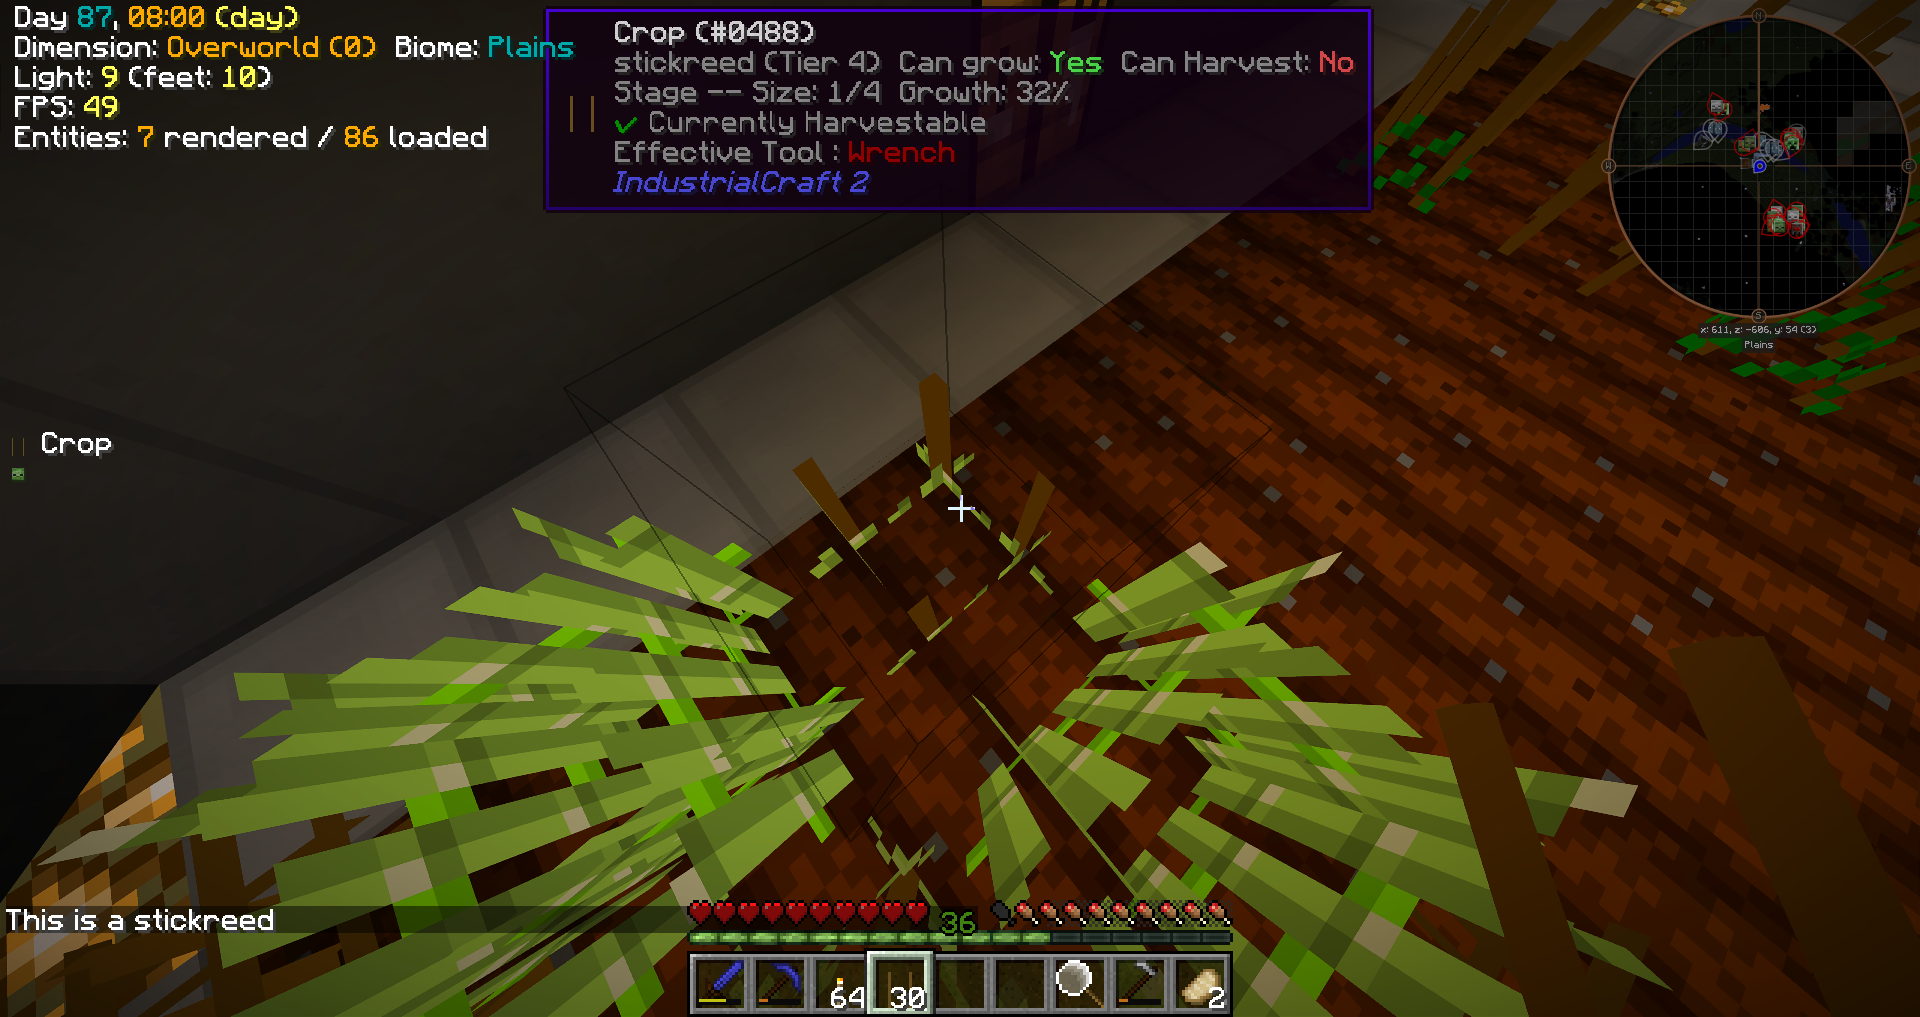 Day 87, 08:00 (day)
Dimension: Overworld (0) Biome: Plains
Light: 9 (feet: 10)
FPS: 49
Entities: 7 rendered / 86 loaded
Crop (#0488)
stickreed (Tier 4) Can grow: Yes Can Harvest: No
Stage -- Size: 1/4 Growth: 32%
✓ Currently Harvestable
Effective Tool : Wrench
IndustrialCraft 2
N
W
E
S
x: 611, z: -606, y: 54 (3)
Plains
Crop
This is a stickreed
36
64
30
2